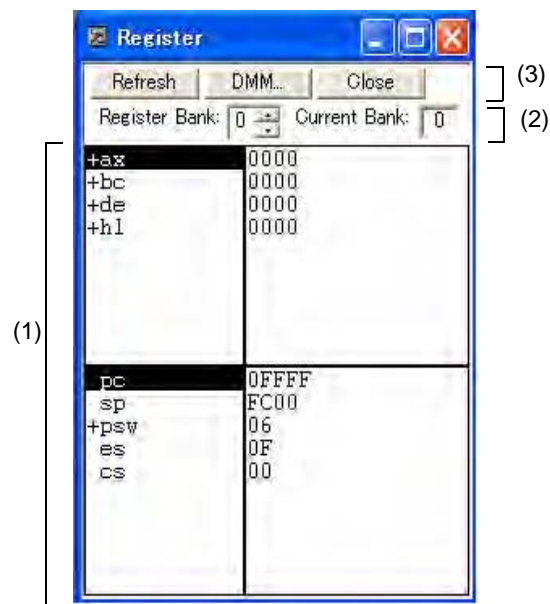 Register
Refresh DMM... Close (3)
Register Bank: 0 Current Bank: 0 (2)
+ax 0000
+bc 0000
+de 0000
+hl 0000
(1)
pc 0FFFF
sp FC00
+psw 06
es 0F
cs 00